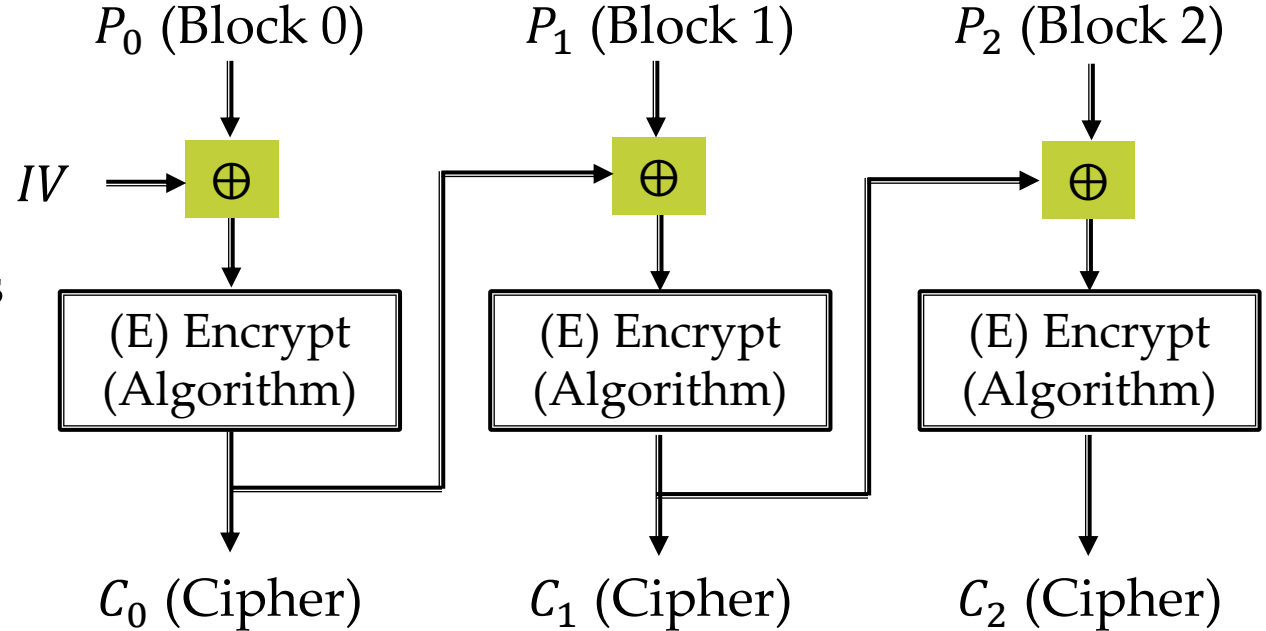 P₀ (Block 0)
P₁ (Block 1)
P₂ (Block 2)
IV
⊕
⊕
⊕
s
(E) Encrypt
(Algorithm)
(E) Encrypt
(Algorithm)
(E) Encrypt
(Algorithm)
C₀ (Cipher)
C₁ (Cipher)
C₂ (Cipher)